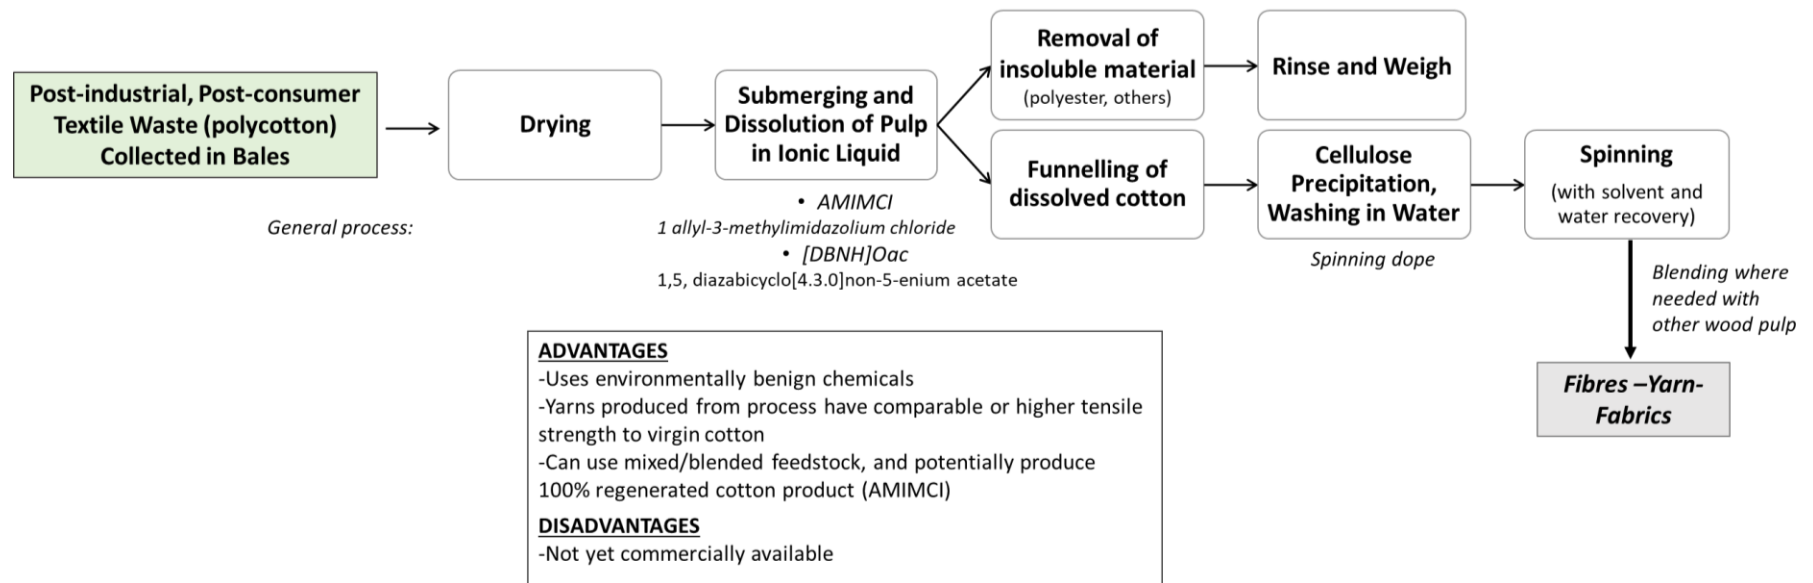 Post-industrial, Post-consumer
Textile Waste (polycotton)
Collected in Bales
Drying
Submerging and
Dissolution of Pulp
in Ionic Liquid
Removal of
insoluble material
(polyester, others)
Rinse and Weigh
Funnelling of
dissolved cotton
Cellulose
Precipitation,
Washing in Water
Spinning
(with solvent and
water recovery)
General process:
• AMIMCI
1 allyl-3-methylimidazolium chloride
• [DBNH]Oac
1,5, diazabicyclo[4.3.0]non-5-enium acetate
Spinning dope
Blending where
needed with
other wood pulp
Fibres –Yarn-
Fabrics
ADVANTAGES
-Uses environmentally benign chemicals
-Yarns produced from process have comparable or higher tensile
strength to virgin cotton
-Can use mixed/blended feedstock, and potentially produce
100% regenerated cotton product (AMIMCI)
DISADVANTAGES
-Not yet commercially available